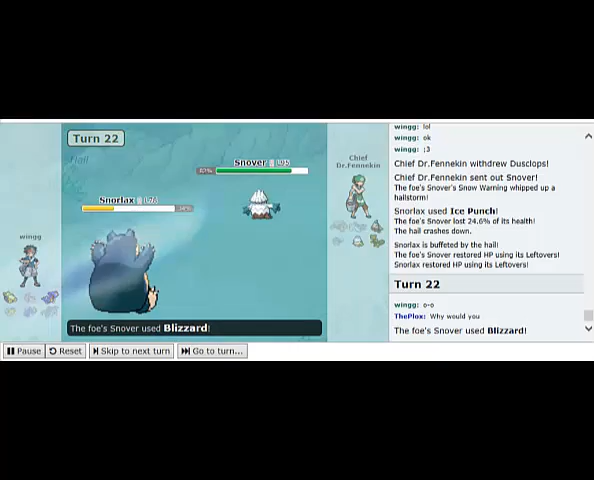 Turn 22
Hail
Snover L95
82%
Snorlax L76
34%
wingg
Chief
Dr.Fennekin
The foe's Snover used Blizzard!
wingg: lol
wingg: ok
wingg: ;3
Chief Dr.Fennekin withdrew Dusclops!
Chief Dr.Fennekin sent out Snover!
The foe's Snover's Snow Warning whipped up a
hailstorm!
Snorlax used Ice Punch!
The foe's Snover lost 24.6% of its health!
The hail crashes down.
Snorlax is buffeted by the hail!
The foe's Snover restored HP using its Leftovers!
Snorlax restored HP using its Leftovers!
Turn 22
wingg: o-o
ThePlox: Why would you
The foe's Snover used Blizzard!
Pause
Reset
Skip to next turn
Go to turn...